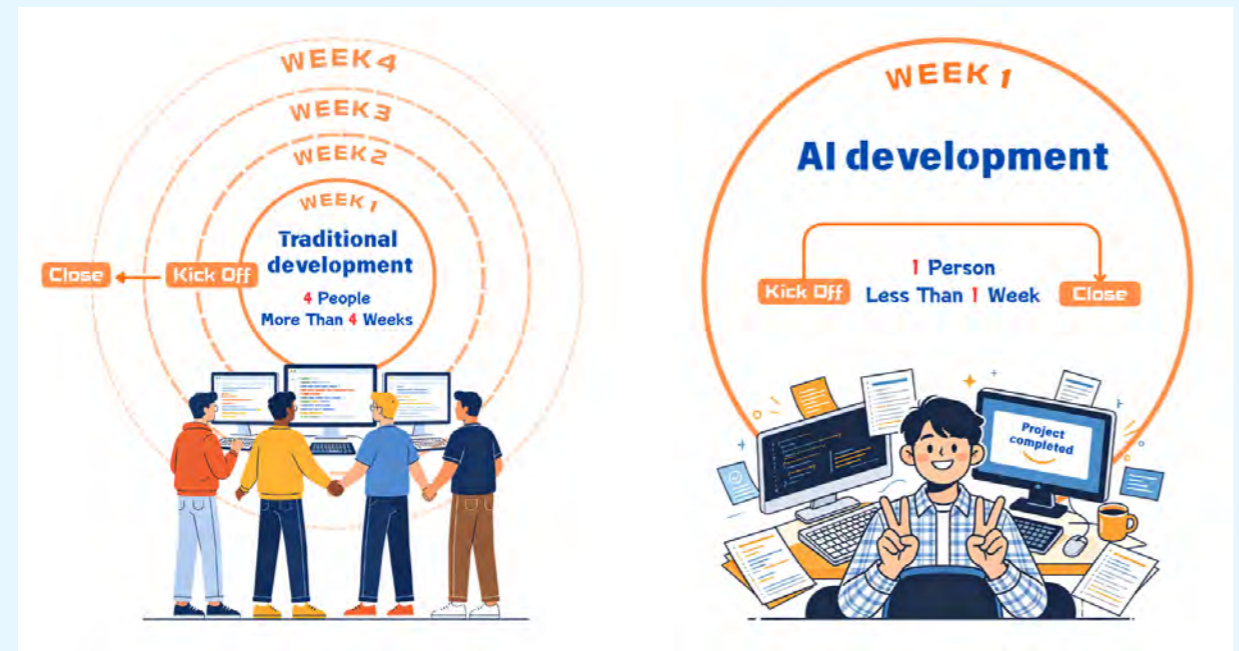 WEEK 4
WEEK 3
WEEK 2
WEEK 1
Traditional
development
Close
Kick Off
4 People
More Than 4 Weeks
WEEK 1
AI development
Kick Off
1 Person
Less Than 1 Week
Close
Project
completed